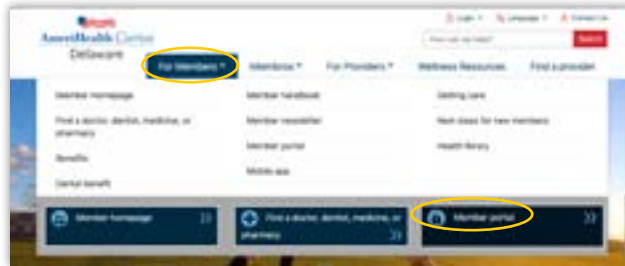 Login Language Contact Us
AmeriHealth Caritas
Delaware
How can we help? Search
For Members Miembros For Providers Wellness Resources Find a provider
Member homepage Member handbook Getting care
Find a doctor, dentist, medicine, or Member newsletter Next steps for new members
pharmacy
Member portal Health library
Benefits
Mobile app
Dental benefit
Member homepage Find a doctor, dentist, medicine, or Member portal
pharmacy